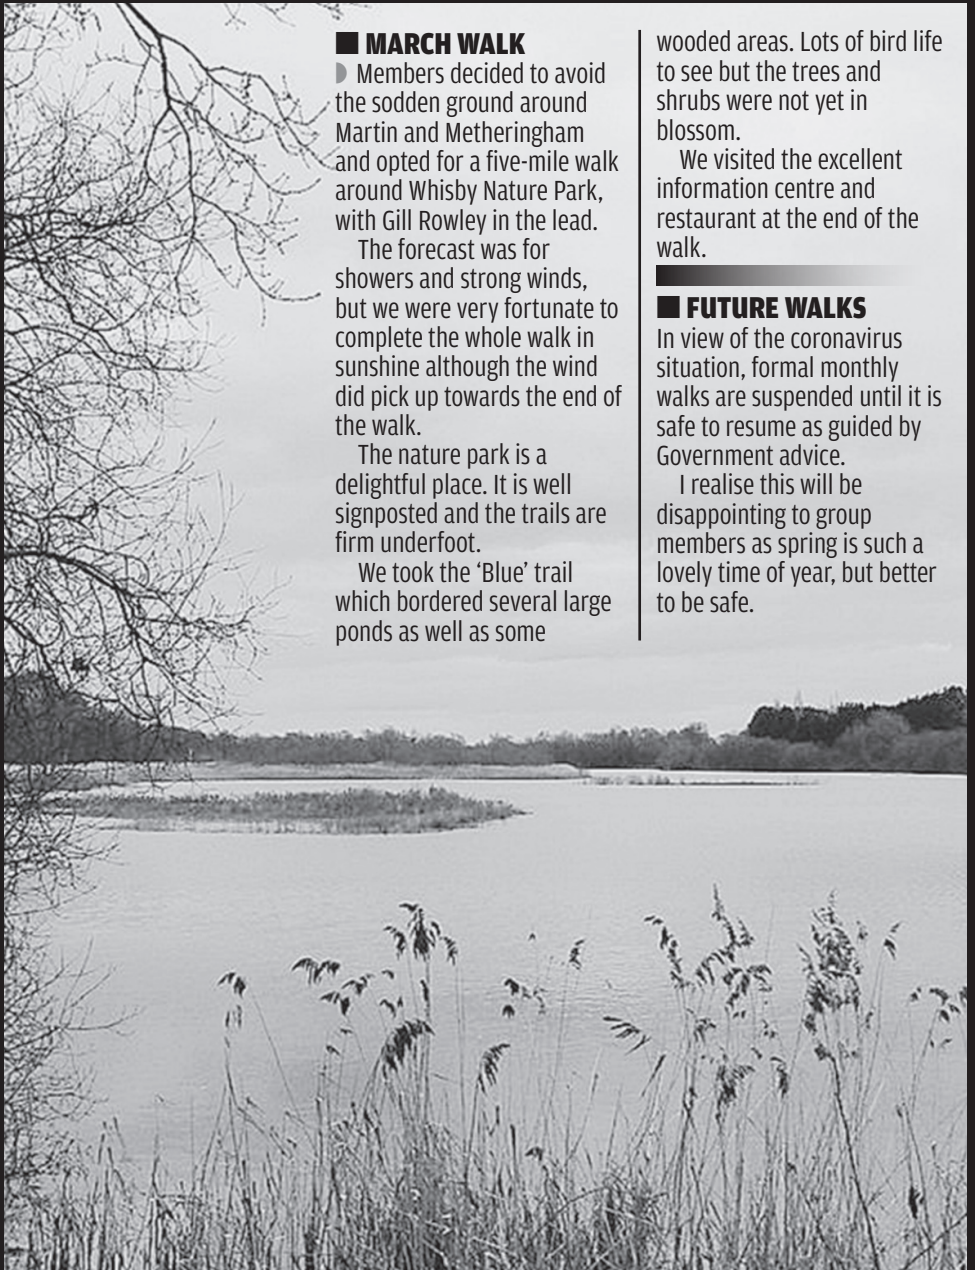 MARCH WALK
Members decided to avoid
the sodden ground around
Martin and Metheringham
and opted for a five-mile walk
around Whisby Nature Park,
with Gill Rowley in the lead.
The forecast was for
showers and strong winds,
but we were very fortunate to
complete the whole walk in
sunshine although the wind
did pick up towards the end of
the walk.
The nature park is a
delightful place. It is well
signposted and the trails are
firm underfoot.
We took the ‘Blue’ trail
which bordered several large
ponds as well as some
wooded areas. Lots of bird life
to see but the trees and
shrubs were not yet in
blossom.
We visited the excellent
information centre and
restaurant at the end of the
walk.
FUTURE WALKS
In view of the coronavirus
situation, formal monthly
walks are suspended until it is
safe to resume as guided by
Government advice.
I realise this will be
disappointing to group
members as spring is such a
lovely time of year, but better
to be safe.